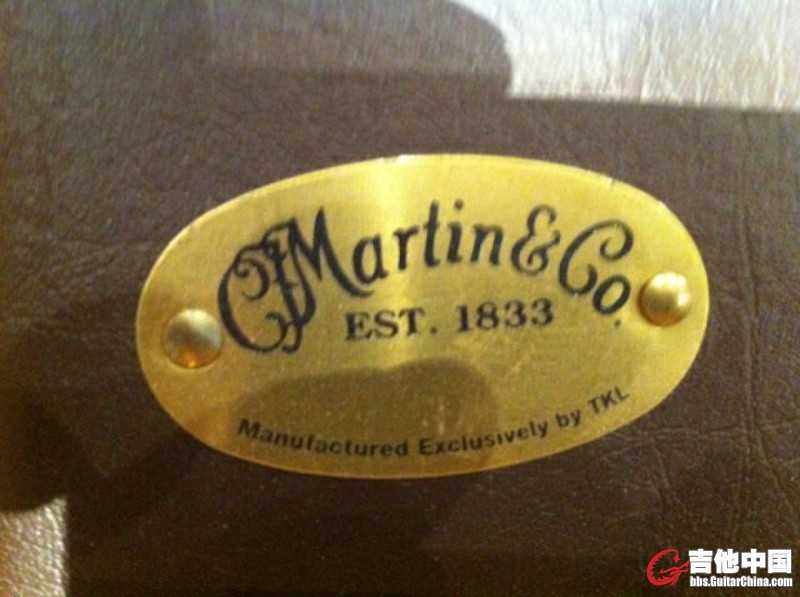 CFMartin & Co.
EST. 1833
Manufactured Exclusively by TKL
吉他中国
bbs.GuitarChina.com